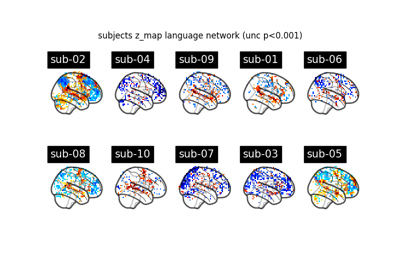 subjects z_map language network (unc p<0.001)
sub-02 sub-04 sub-09 sub-01 sub-06
sub-08 sub-10 sub-07 sub-03 sub-05